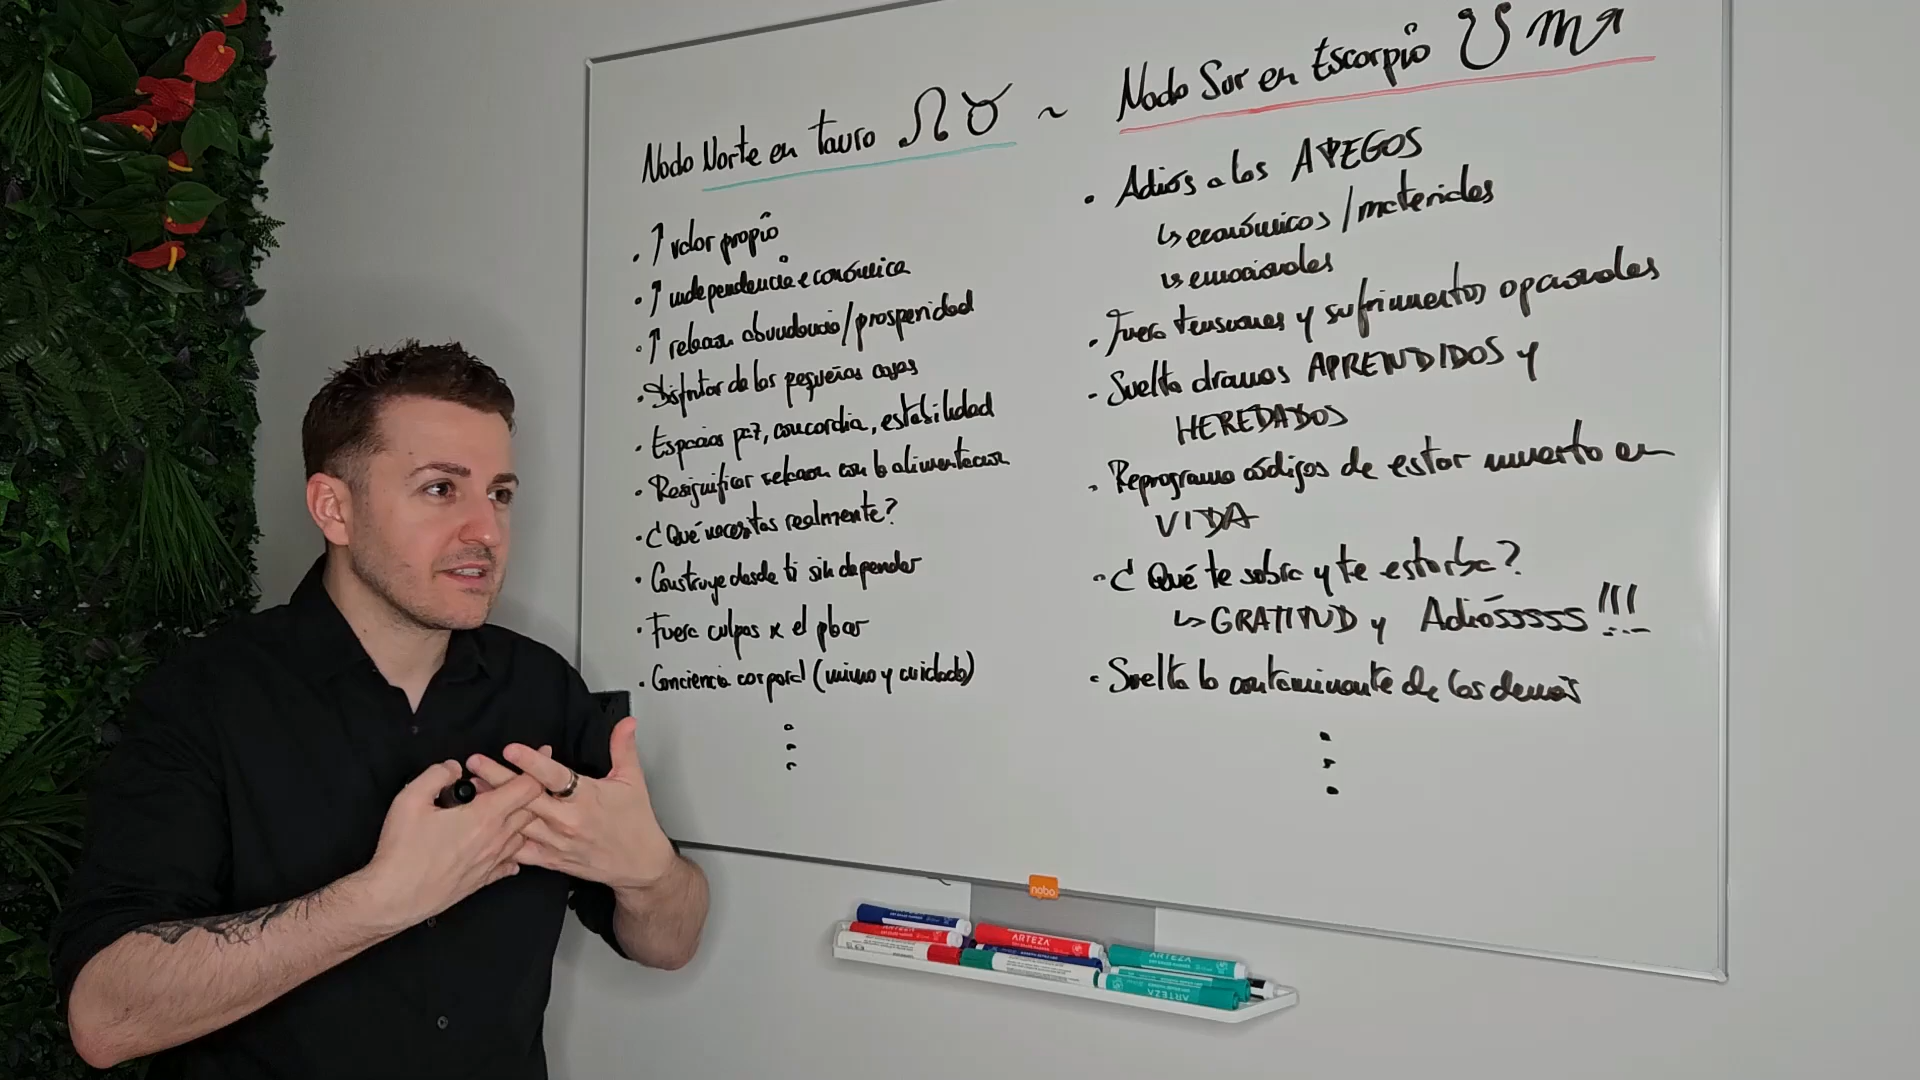 Nodo Norte en Tauro ☊ ♉ ~ Nodo Sur en Escorpio ☋ ♏
• ↑ valor propio
• ↑ independencia económica
• ↑ relación abundancia/prosperidad
• Disfrutar de las pequeñas cosas
• Espacios paz, concordia, estabilidad
• Resignificar relación con la alimentación
• ¿Qué necesitas realmente?
• Construye desde ti sin depender
• Fuera culpas x el placer
• Conciencia corporal (mimo y cuidado)
• Adiós a los APEGOS
↳ económicos/materiales
↳ emocionales
• Fuera tensiones y sufrimientos opcionales
• Suelta dramas APRENDIDOS y
HEREDADOS
• Reprograma códigos de estar muerto en
VIDA
• ¿Qué te sobra y te estorba?
↳ GRATITUD y Adiósssss!!!
• Suelta lo contaminante de los demás
nobo
ARTEZA
ARTEZA
ARTEZA